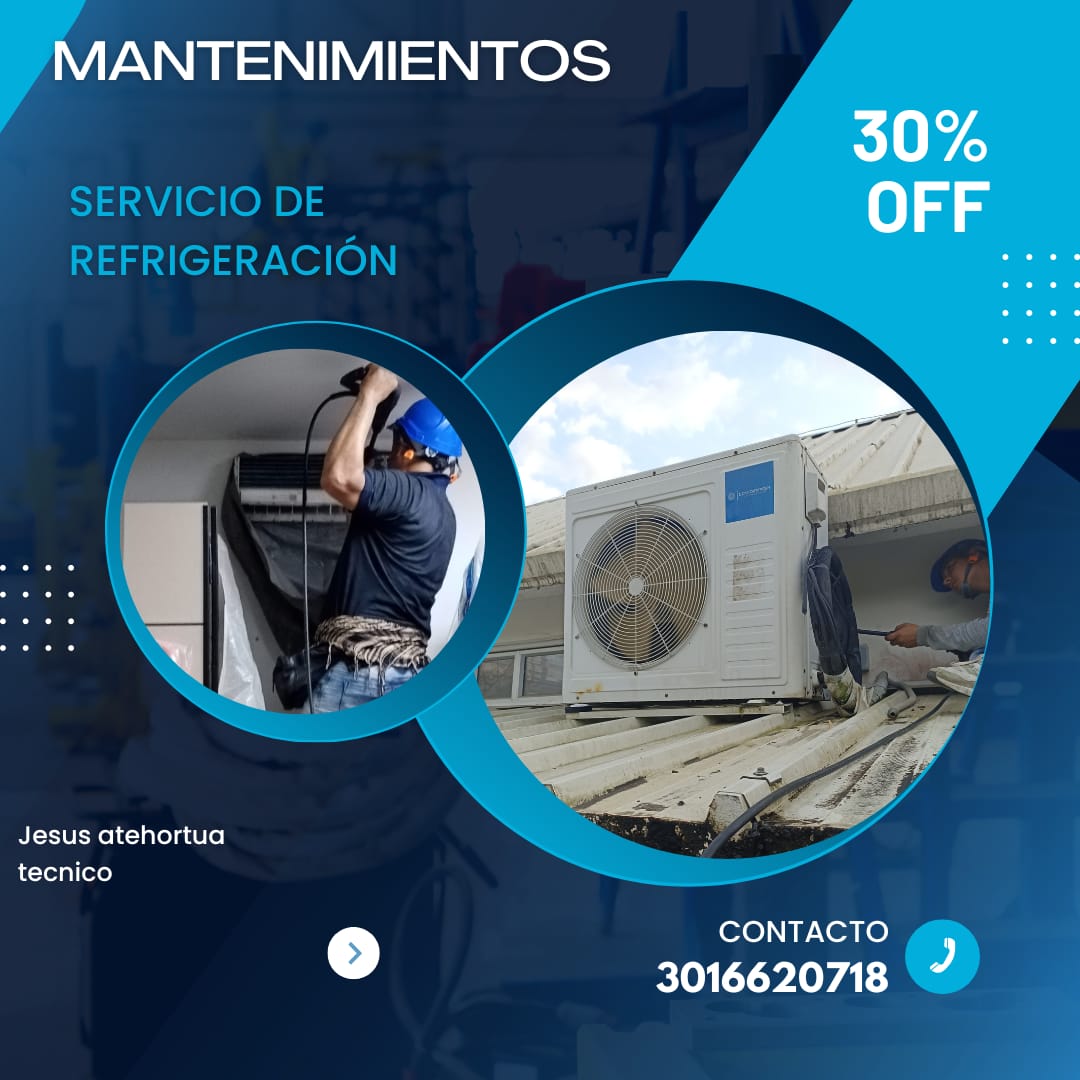 MANTENIMIENTOS
30%
OFF
SERVICIO DE
REFRIGERACIÓN
Jesus atehortua
tecnico
CONTACTO
3016620718